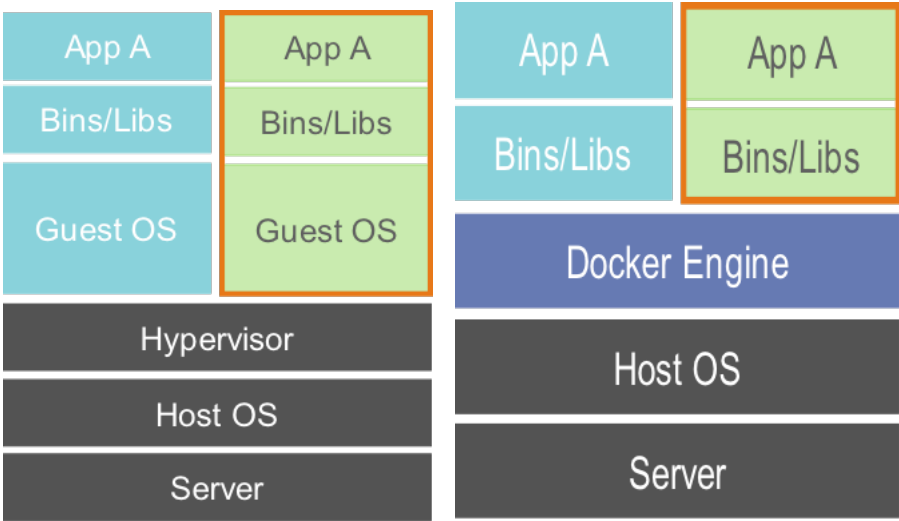 App A
App A
Bins/Libs
Bins/Libs
Guest OS
Guest OS
Hypervisor
Host OS
Server
App A
App A
Bins/Libs
Bins/Libs
Docker Engine
Host OS
Server